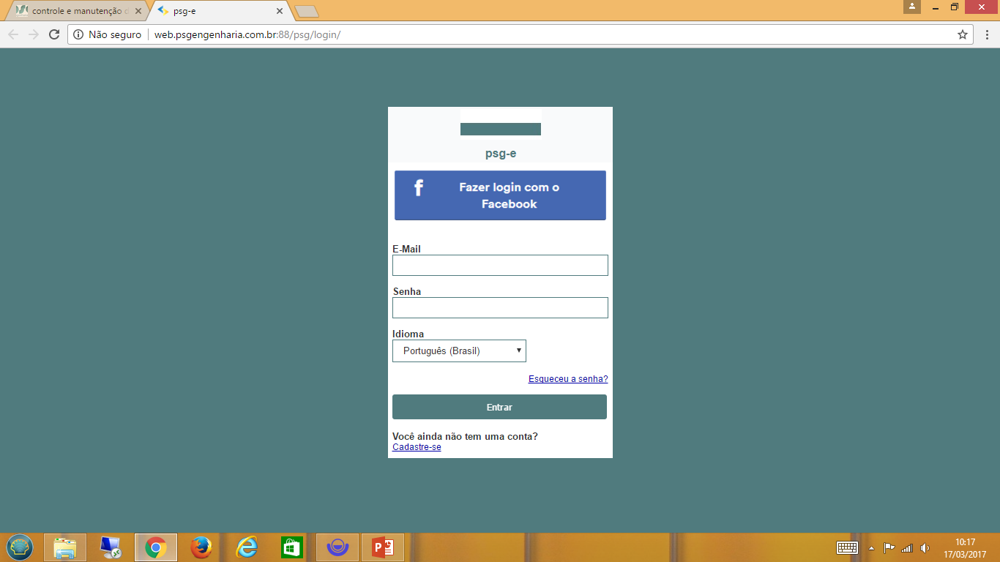 controle e manutenção d
psg-e
Não seguro
web.psgengenharia.com.br:88/psg/login/
psg-e
f
Fazer login com o
Facebook
E-Mail
Senha
Idioma
Português (Brasil)
Esqueceu a senha?
Entrar
Você ainda não tem uma conta?
Cadastre-se
10:17
17/03/2017